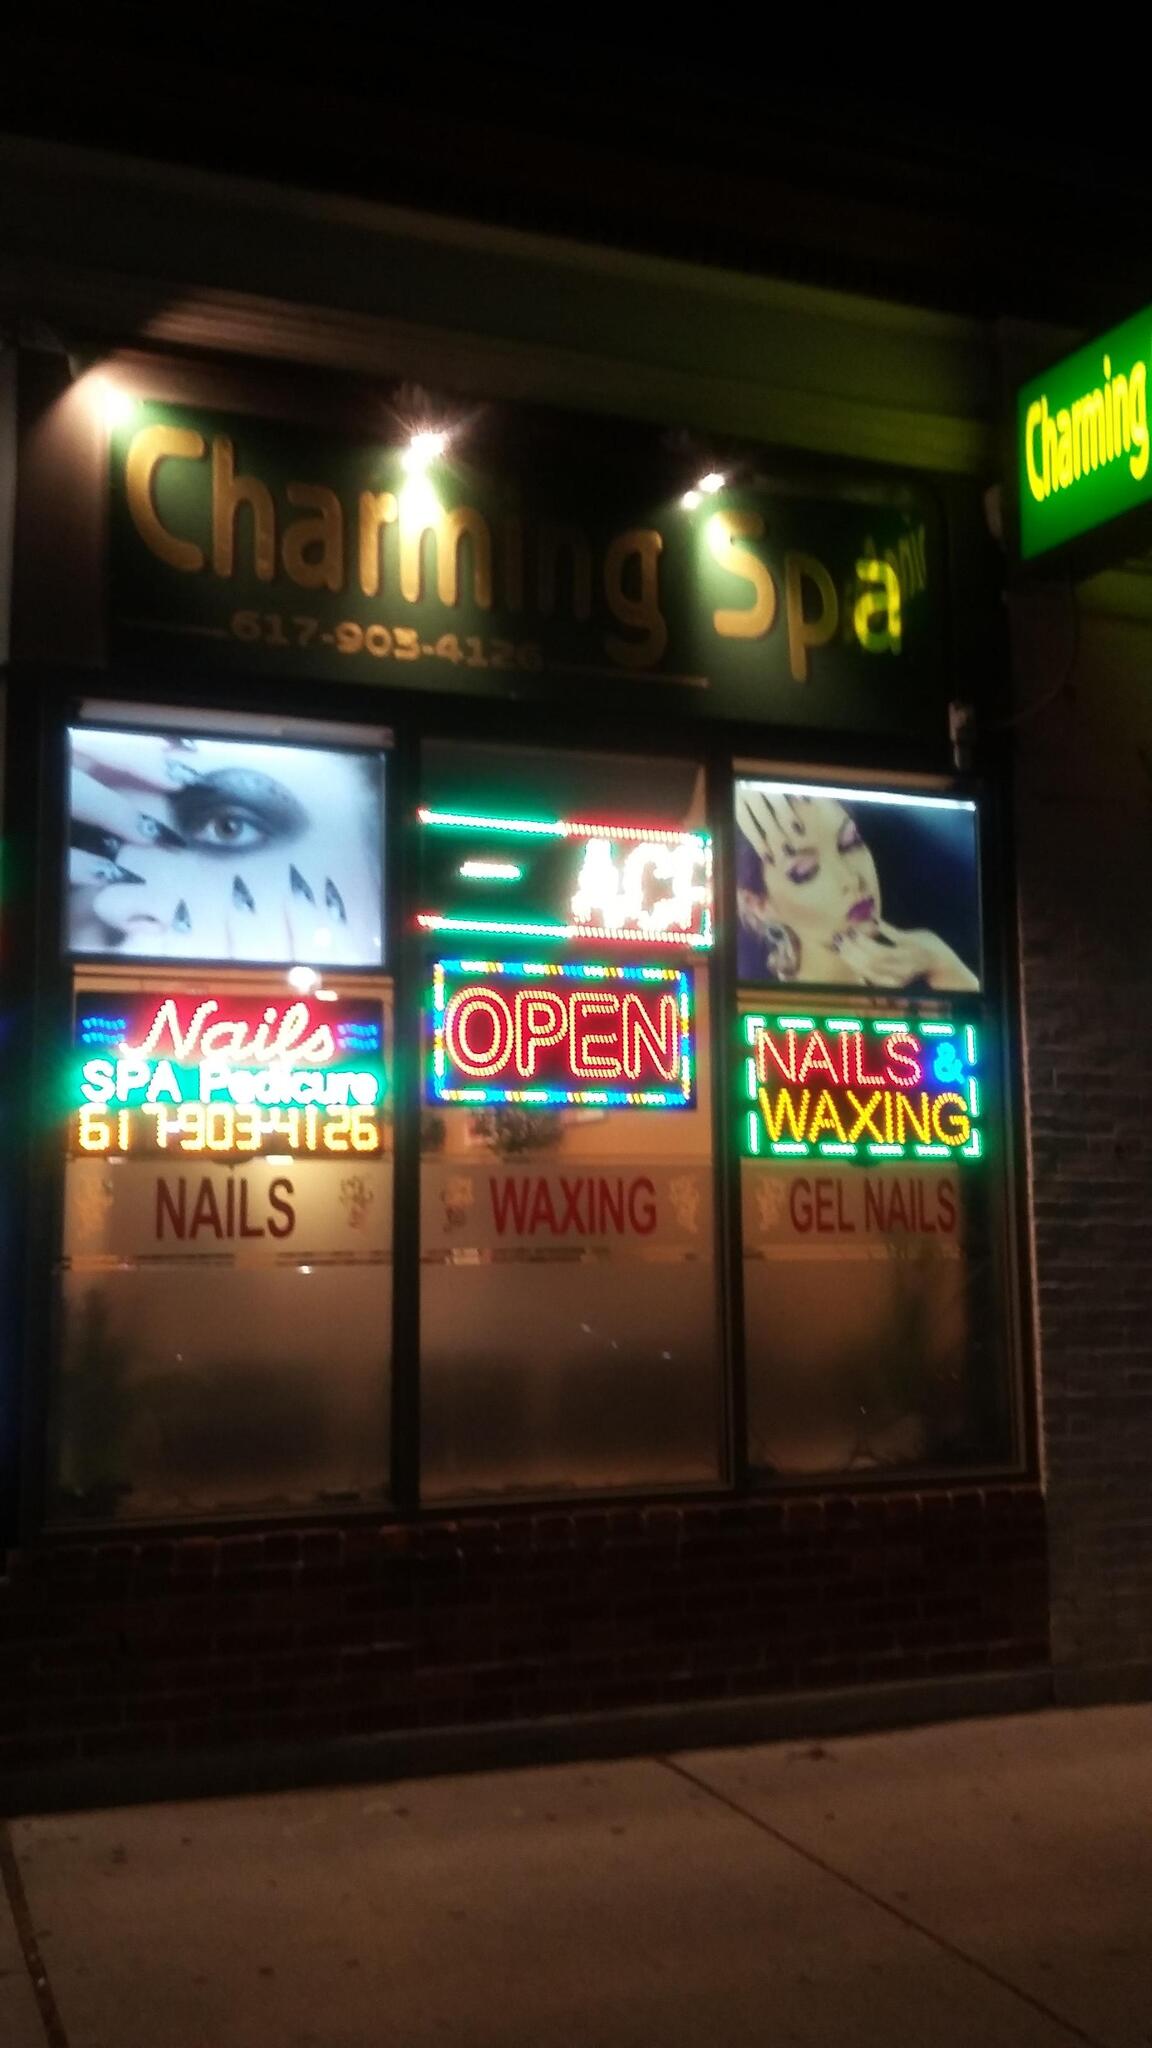 Charming Spa
617-903-4126
Charming
- ACF
Nails
SPA Pedicure
617-903-4126
OPEN
NAILS &
WAXING
NAILS
WAXING
GEL NAILS